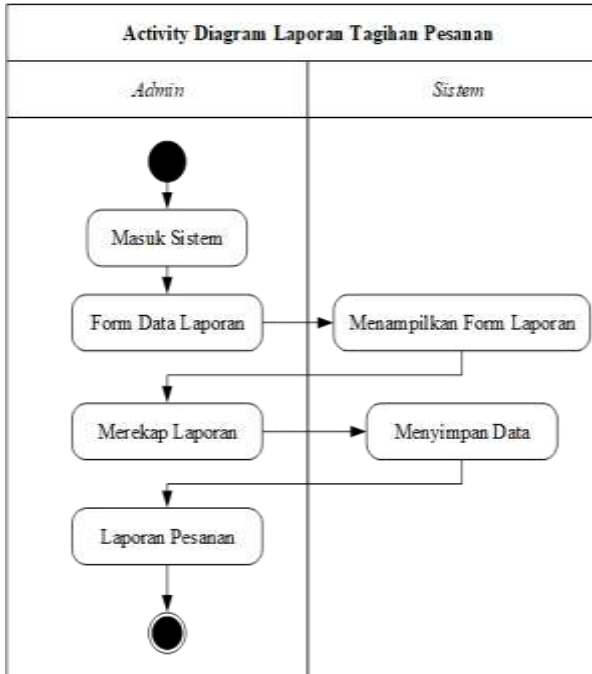 Activity Diagram Laporan Tagihan Pesanan
Admin
Sistem
Masuk Sistem
Form Data Laporan
Menampilkan Form Laporan
Merekap Laporan
Menyimpan Data
Laporan Pesanan